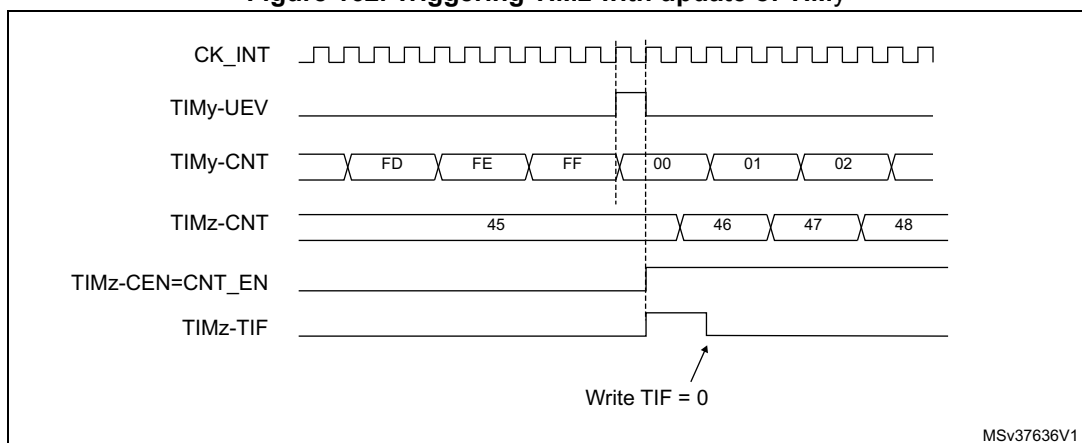 Figure 162. Triggering TIMz with update of TIMy
CK_INT
TIMy-UEV
TIMy-CNT FD FE FF 00 01 02
TIMz-CNT 45 46 47 48
TIMz-CEN=CNT_EN
TIMz-TIF
Write TIF = 0
MSv37636V1